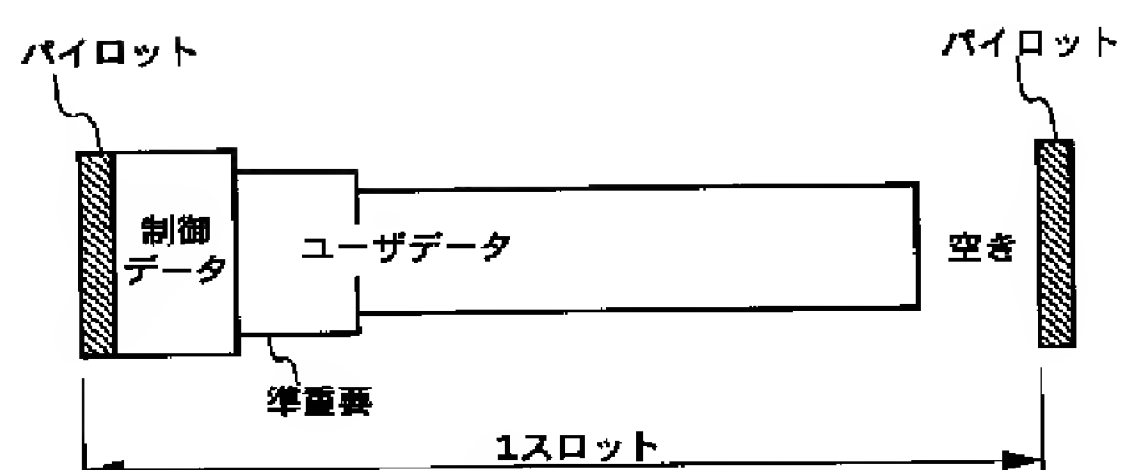 パイロット
パイロット
制御
データ
ユーザデータ
空き
準重要
1スロット